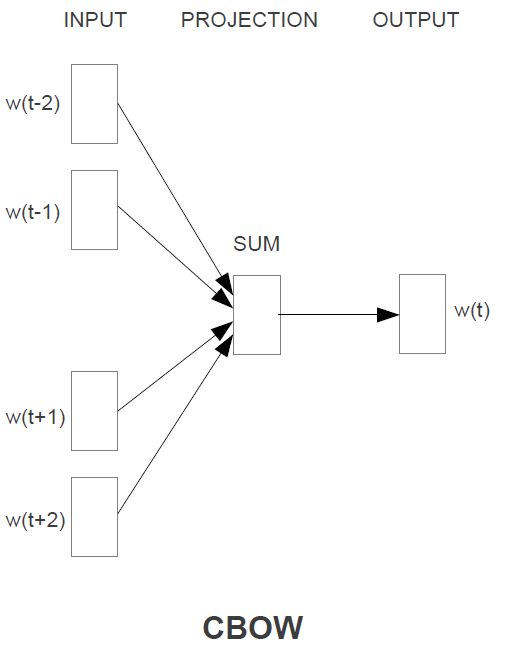 INPUT PROJECTION OUTPUT
w(t-2)
w(t-1)
SUM
w(t)
w(t+1)
w(t+2)
CBOW